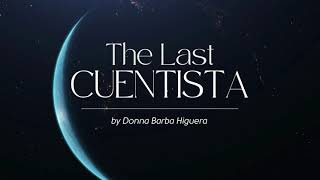 The Last
CUENTISTA
by Donna Barba Higuera